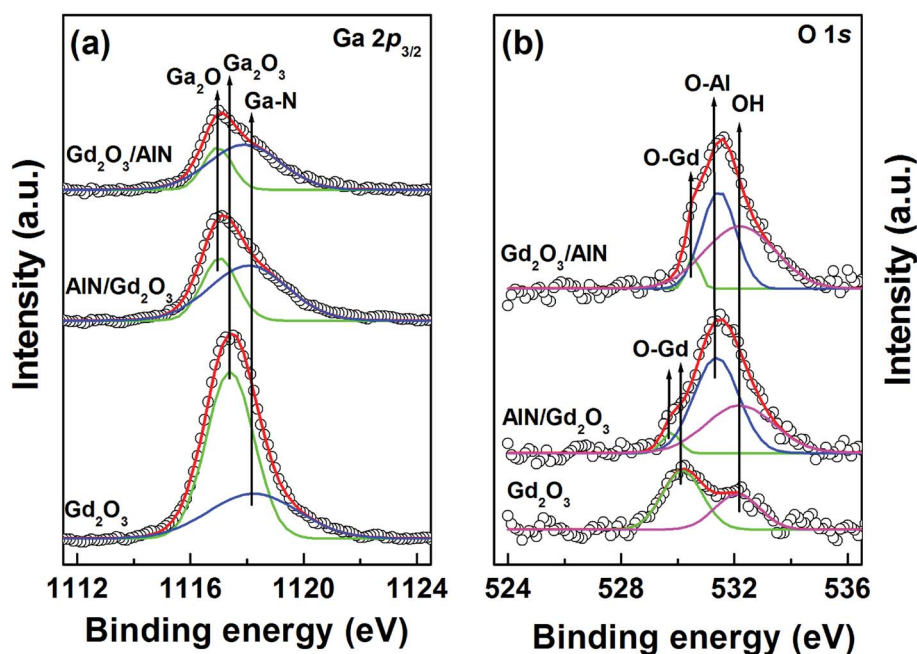 (a)
Ga 2p3/2
Ga2O
Ga2O3
Ga-N
Gd2O3/AlN
AlN/Gd2O3
Gd2O3
Intensity (a.u.)
1112 1116 1120 1124
Binding energy (eV)
(b)
O 1s
O-Al
OH
O-Gd
Gd2O3/AlN
O-Gd
AlN/Gd2O3
Gd2O3
Intensity (a.u.)
524 528 532 536
Binding energy (eV)